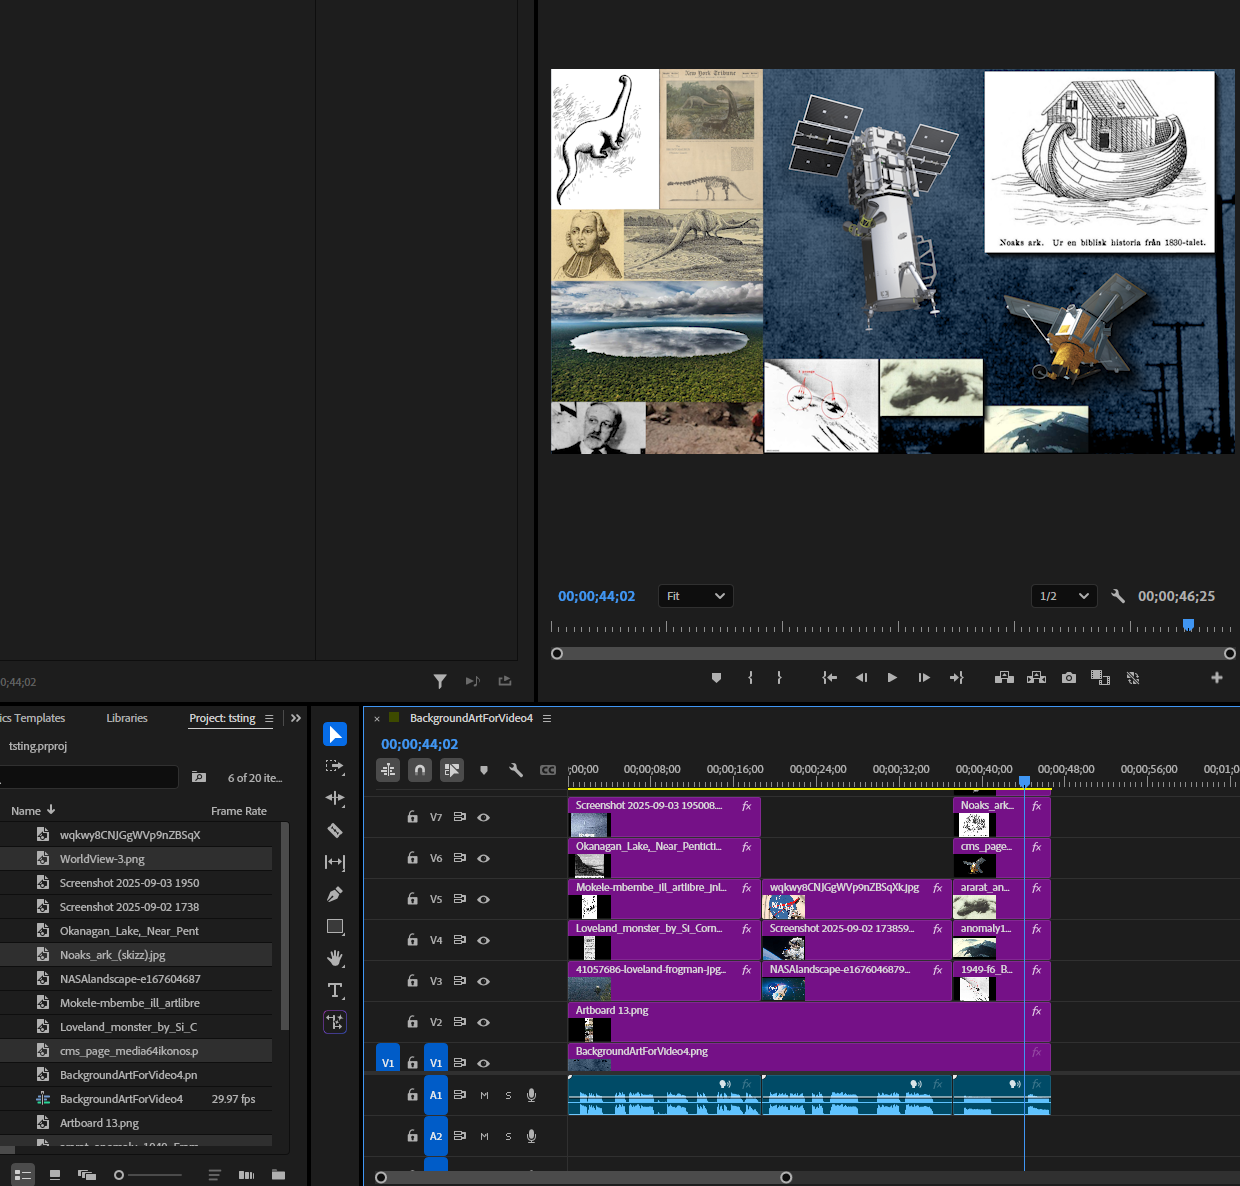 New York Tribune
Noaks ark. Ur en biblisk historia från 1830-talet.
00;00;44;02
Fit
1/2
00;00;46;25
0;44;02
ics Templates
Libraries
Project: tsting
tsting.prproj
6 of 20 ite...
Name
Frame Rate
wqkwy8CNJGgWVp9nZBSqX
WorldView-3.png
Screenshot 2025-09-03 1950
Screenshot 2025-09-02 1738
Okanagan_Lake,_Near_Pent
Noaks_ark_(skizz).jpg
NASAlandscape-e167604687
Mokele-mbembe_ill_artlibre
Loveland_monster_by_Si_C
cms_page_media64ikonos.p
BackgroundArtForVideo4.pn
BackgroundArtForVideo4
29.97 fps
Artboard 13.png
BackgroundArtForVideo4
00;00;44;02
;00;00
00;00;08;00
00;00;16;00
00;00;24;00
00;00;32;00
00;00;40;00
00;00;48;00
00;00;56;00
00;01;0
V7
Screenshot 2025-09-03 195008....
fx
Noaks_ark...
fx
V6
Okanagan_Lake,_Near_Penticti...
fx
cms_page...
fx
V5
Mokele-mbembe_ill_artlibre_jnl...
fx
wqkwy8CNJGgWVp9nZBSqXk.jpg
fx
ararat_an...
fx
V4
Loveland_monster_by_Si_Corn...
fx
Screenshot 2025-09-02 173859...
fx
anomaly1...
fx
V3
41057686-loveland-frogman-jpg...
fx
NASAlandscape-e1676046879...
fx
1949-f6_B...
fx
V2
Artboard 13.png
fx
V1
V1
BackgroundArtForVideo4.png
fx
A1
M
S
fx
fx
fx
A2
M
S